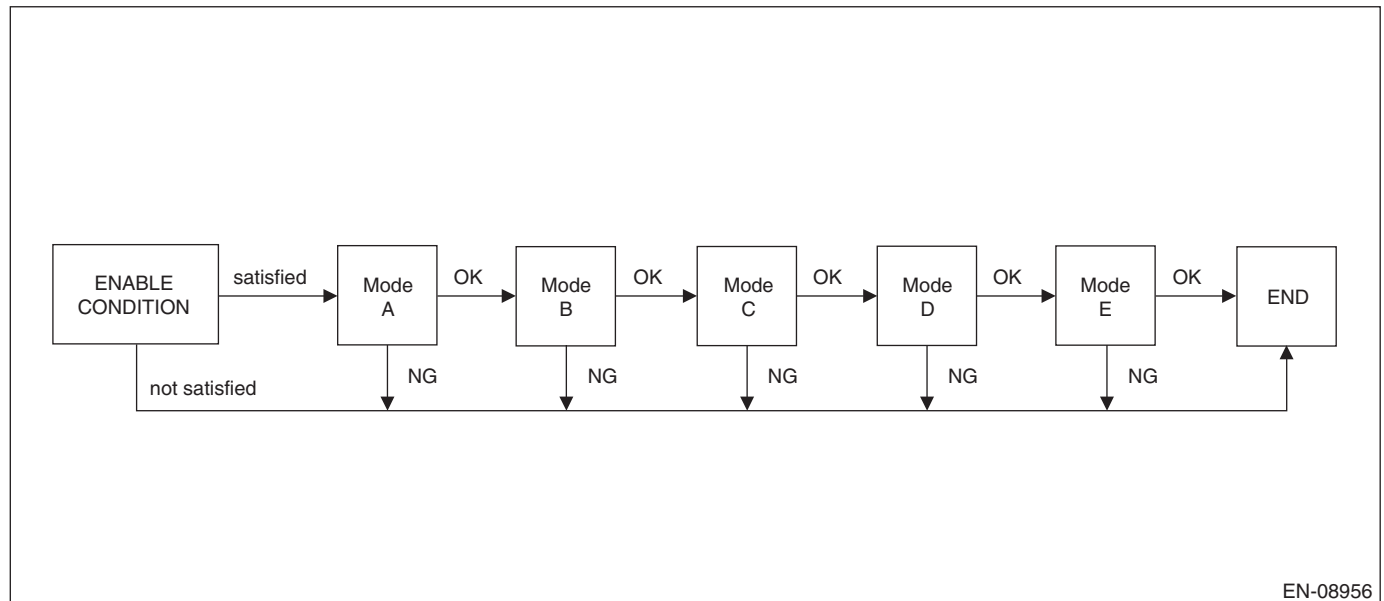 ENABLE
CONDITION
satisfied
not satisfied
Mode
A
OK
NG
Mode
B
OK
NG
Mode
C
OK
NG
Mode
D
OK
NG
Mode
E
OK
NG
END
EN-08956